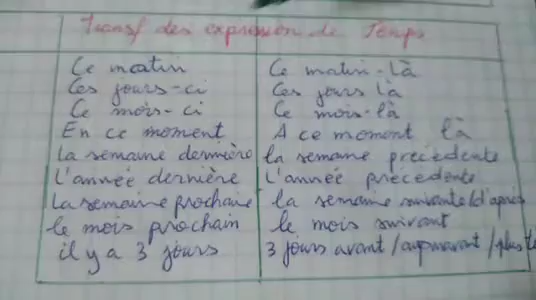 Transf des expression de Temps
Ce matin Ce matin-là
Ces jours-ci Ces jours là
Ce mois-ci Ce mois-là
En ce moment A ce moment là
la semaine dernière la semaine précédente
L'année dernière L'année précédente
La semaine prochaine la semaine suivante/d'après
le mois prochain le mois suivant
il y a 3 jours 3 jours avant/auparavant/plus